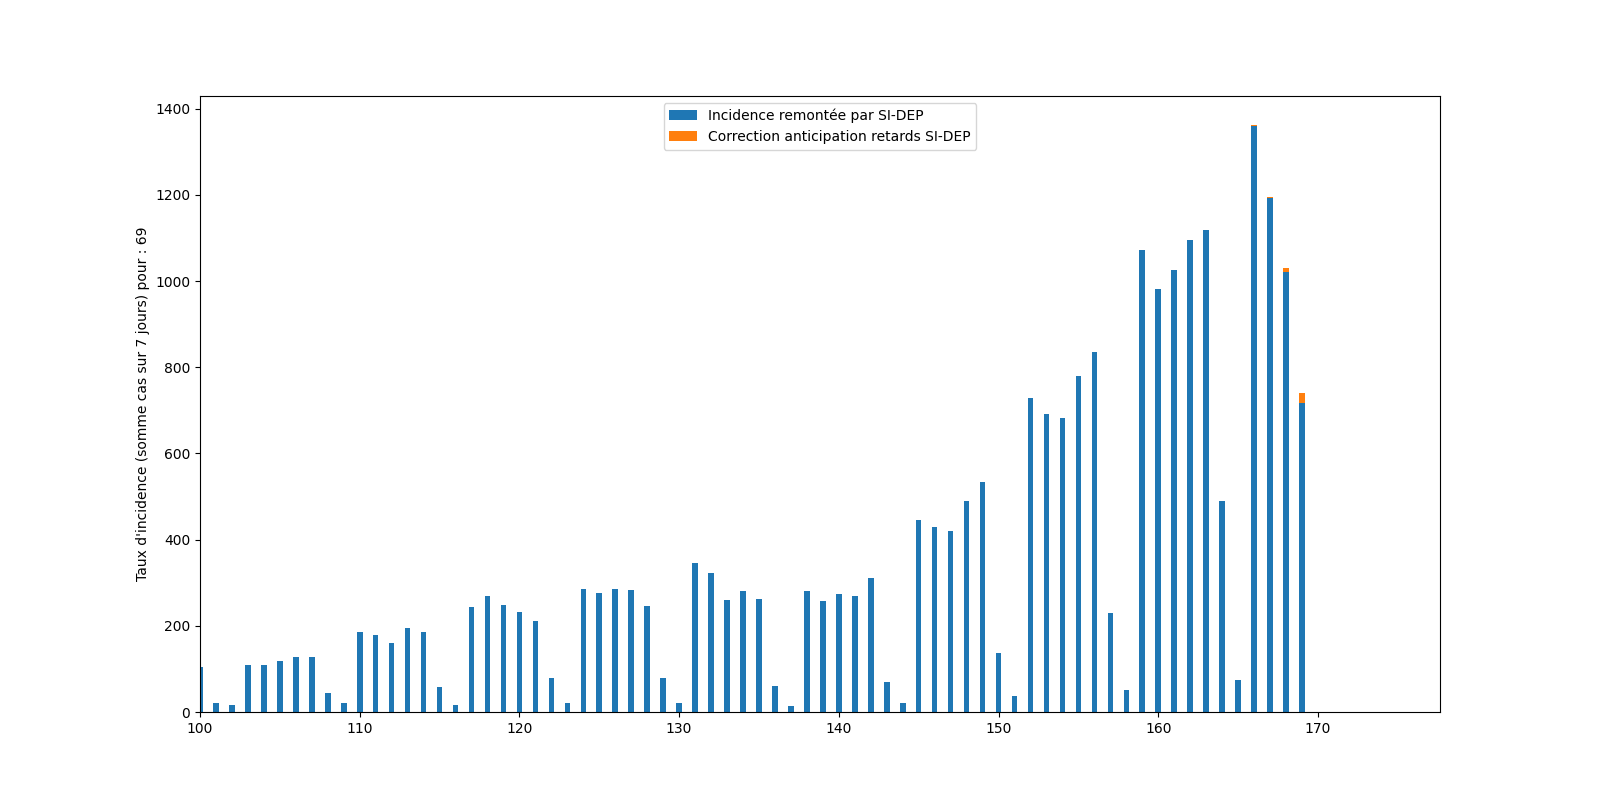 Incidence remontée par SI-DEP
Correction anticipation retards SI-DEP
Taux d'incidence (somme cas sur 7 jours) pour : 69
1400
1200
1000
800
600
400
200
0
100 110 120 130 140 150 160 170